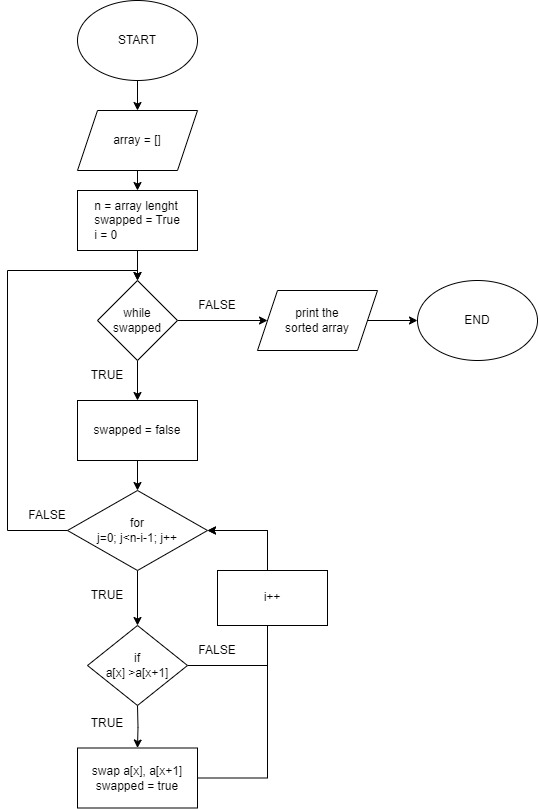 START
array = []
n = array lenght
swapped = True
i = 0
while
swapped
FALSE
print the
sorted array
END
TRUE
swapped = false
for
j=0; j<n-i-1; j++
FALSE
TRUE
i++
if
a[x] >a[x+1]
FALSE
TRUE
swap a[x], a[x+1]
swapped = true